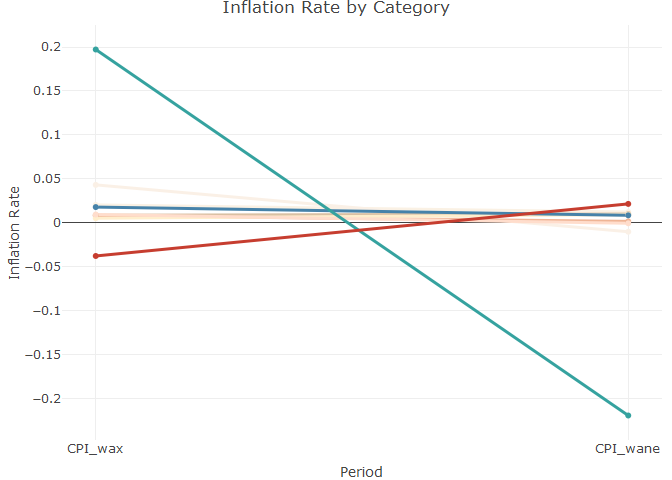 Inflation Rate by Category
0.2
0.15
0.1
0.05
0
−0.05
−0.1
−0.15
−0.2
Inflation Rate
CPI_wax
CPI_wane
Period